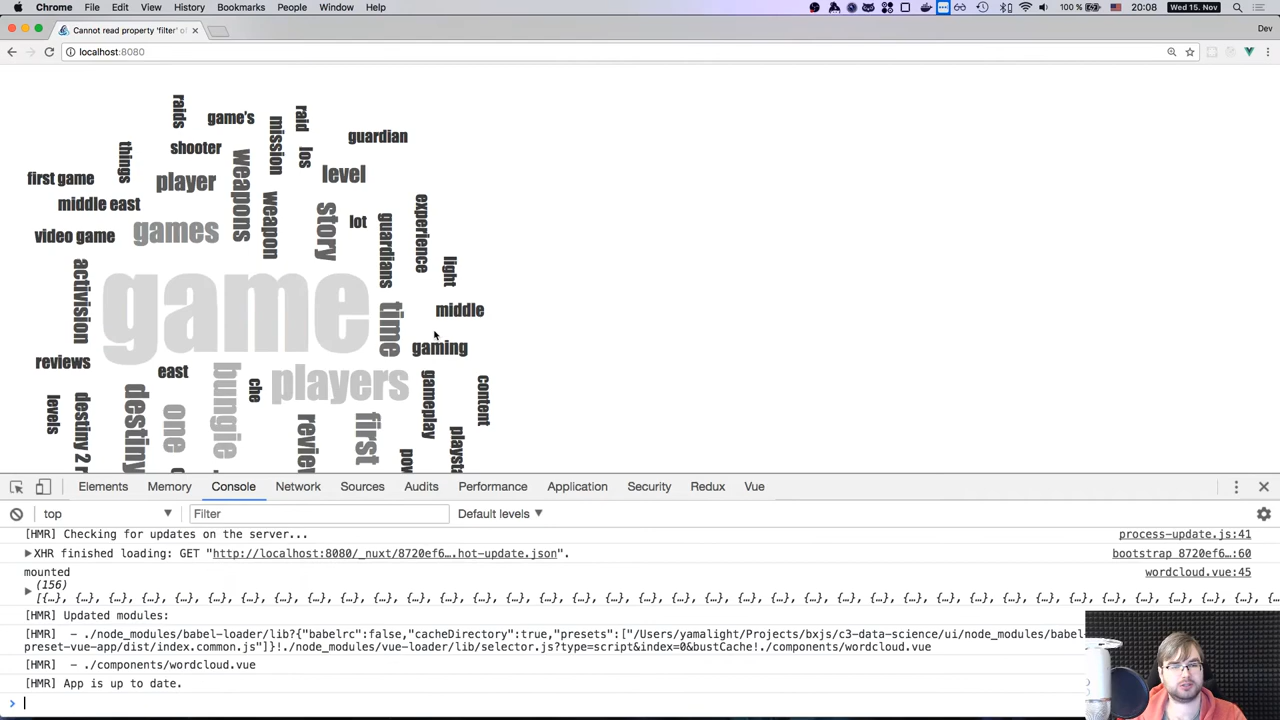 Chrome File Edit View History Bookmarks People Window Help 100 % 20:08 Wed 15. Nov
Cannot read property 'filter' of Dev
localhost:8080
raids
game's
mission
raid
guardian
things
shooter
los
first game
player
weapons
level
middle east
weapon
story
lot
guardians
experience
video game
games
activision
game
light
time
middle
reviews
gaming
east
bungie
che
players
gameplay
content
levels
destiny 2
destiny
one
first
Elements Memory Console Network Sources Audits Performance Application Security Redux Vue
top Filter Default levels
[HMR] Checking for updates on the server... process-update.js:41
XHR finished loading: GET "http://localhost:8080/_nuxt/8720ef6….hot-update.json". bootstrap 8720ef6…:60
mounted wordcloud.vue:45
(156)
[{…}, {…}, {…}, {…}, {…}, {…}, {…}, {…}, {…}, {…}, {…}, {…}, {…}, {…}, {…}, {…}, {…}, {…}, {…}, {…}, {…}, {…}, {…}, {…}, {…}, {…}, {…}, {…}, {…}, {…}, {…}, {…}, {…}, {…}, {…}, {…}, {…},
[HMR] Updated modules:
[HMR] - ./node_modules/babel-loader/lib?{"babelrc":false,"cacheDirectory":true,"presets":["/Users/yamalight/Projects/bxjs/c3-data-science/ui/node_modules/babel-
preset-vue-app/dist/index.common.js"]}!./node_modules/vue-loader/lib/selector.js?type=script&index=0&bustCache!./components/wordcloud.vue
[HMR] - ./components/wordcloud.vue
[HMR] App is up to date.